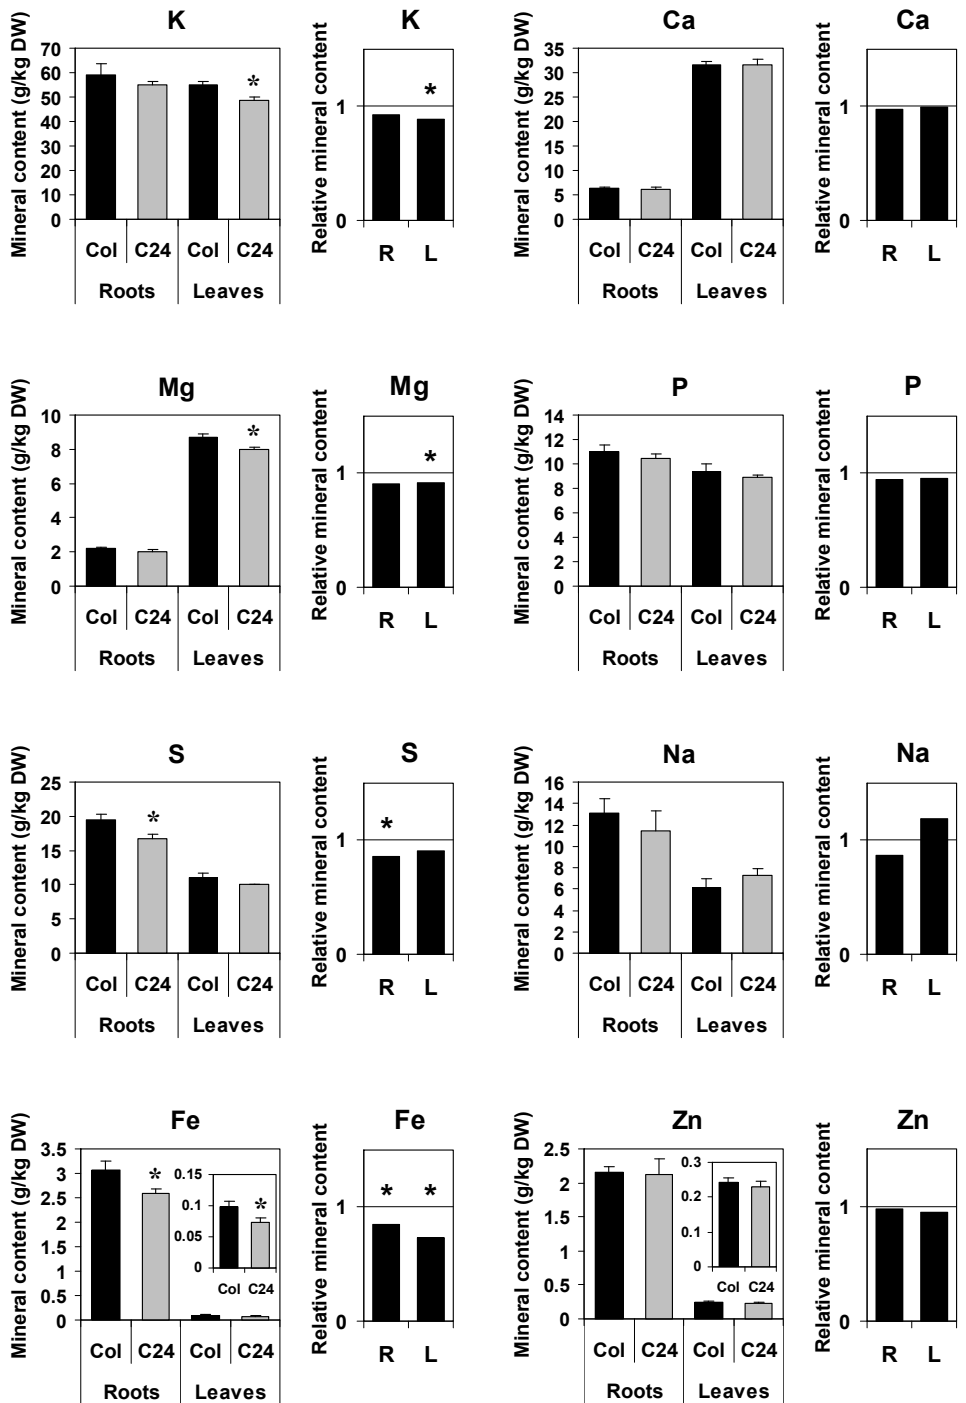 K
Mineral content (g/kg DW)
70
60
50
40
30
20
10
0
*
Col C24 Col C24
Roots Leaves
K
Relative mineral content
1
0
*
R L
Ca
Mineral content (g/kg DW)
35
30
25
20
15
10
5
0
Col C24 Col C24
Roots Leaves
Ca
Relative mineral content
1
0
R L
Mg
Mineral content (g/kg DW)
10
8
6
4
2
0
*
Col C24 Col C24
Roots Leaves
Mg
Relative mineral content
1
0
*
R L
P
Mineral content (g/kg DW)
14
12
10
8
6
4
2
0
Col C24 Col C24
Roots Leaves
P
Relative mineral content
1
0
R L
S
Mineral content (g/kg DW)
25
20
15
10
5
0
*
Col C24 Col C24
Roots Leaves
S
Relative mineral content
1
0
*
R L
Na
Mineral content (g/kg DW)
16
14
12
10
8
6
4
2
0
Col C24 Col C24
Roots Leaves
Na
Relative mineral content
1
0
R L
Fe
Mineral content (g/kg DW)
3.5
3
2.5
2
1.5
1
0.5
0
*
0.15
0.1
0.05
0
*
Col C24
Col C24 Col C24
Roots Leaves
Fe
Relative mineral content
1
0
* *
R L
Zn
Mineral content (g/kg DW)
2.5
2
1.5
1
0.5
0
0.3
0.2
0.1
0
Col C24
Col C24 Col C24
Roots Leaves
Zn
Relative mineral content
1
0
R L